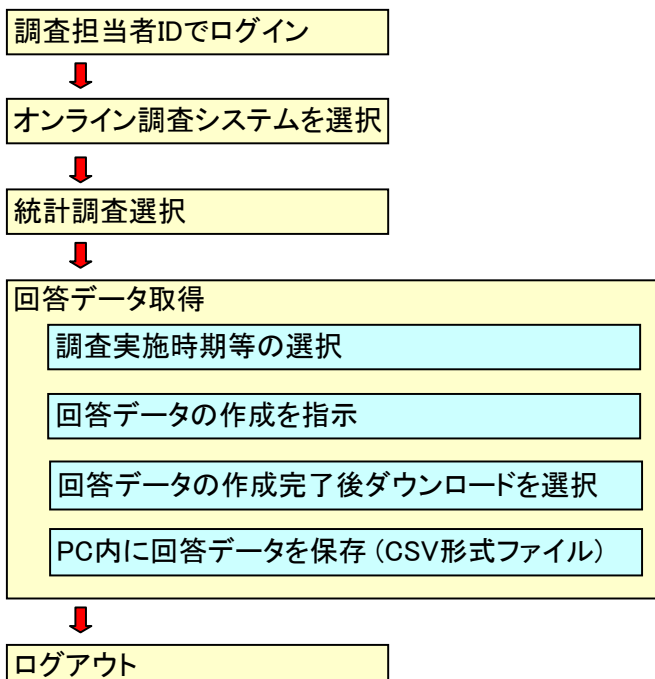 調査担当者IDでログイン
オンライン調査システムを選択
統計調査選択
回答データ取得
調査実施時期等の選択
回答データの作成を指示
回答データの作成完了後ダウンロードを選択
PC内に回答データを保存（CSV形式ファイル）
ログアウト